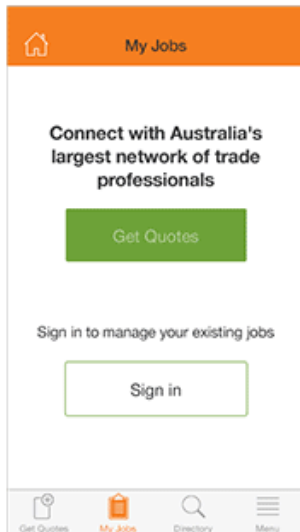 My Jobs
Connect with Australia's
largest network of trade
professionals
Get Quotes
Sign in to manage your existing jobs
Sign in
Get Quotes
My Jobs
Directory
Menu